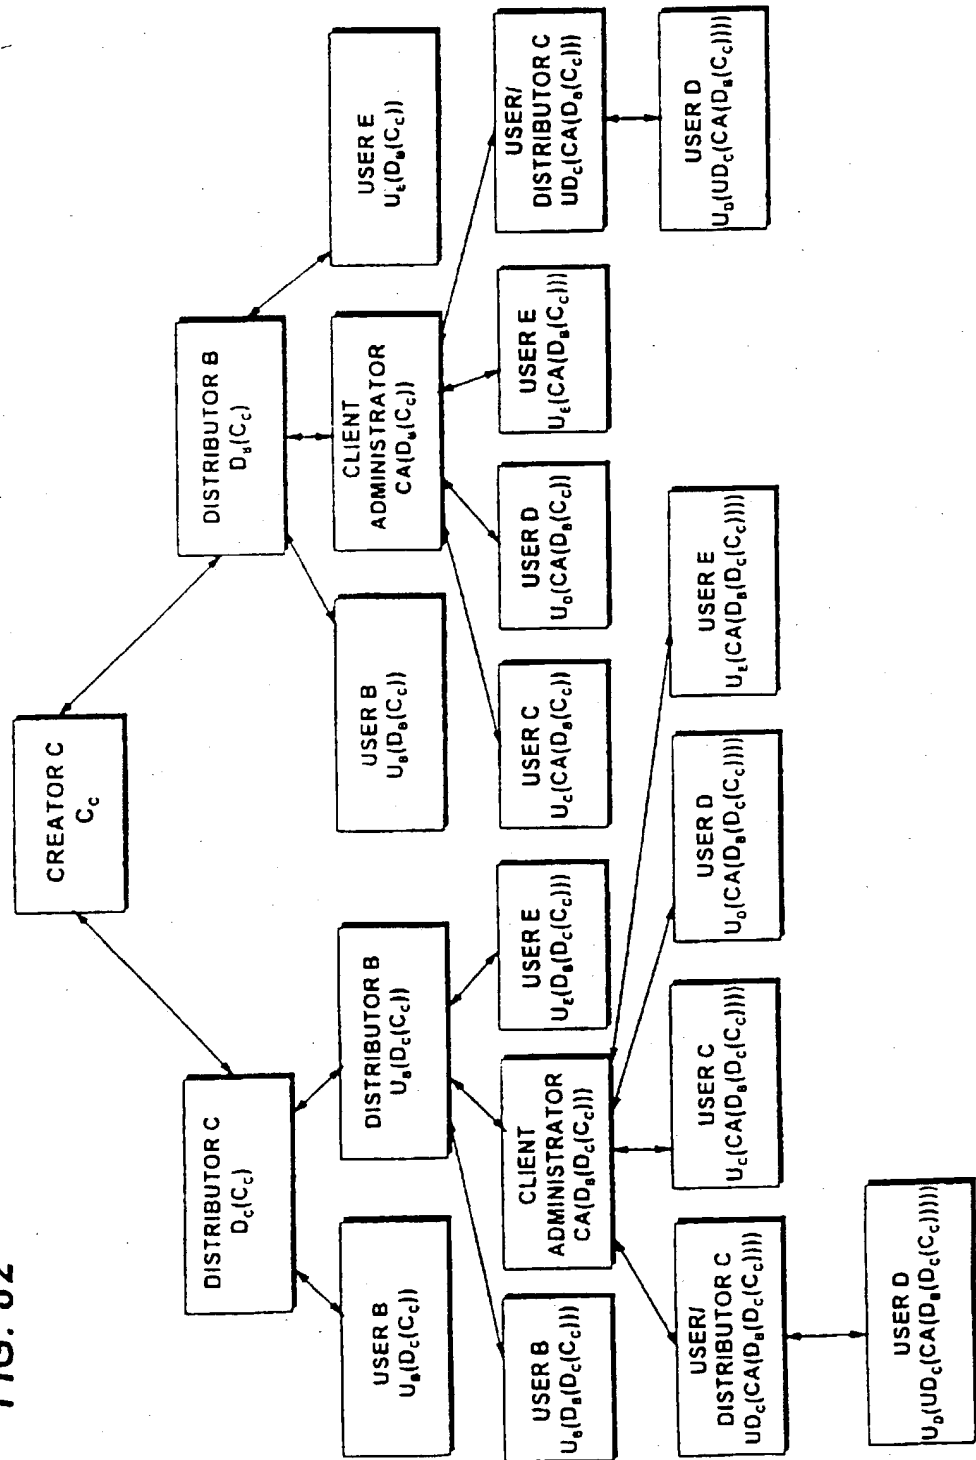 CREATOR C
C_C
DISTRIBUTOR C
D_C(C_C)
DISTRIBUTOR B
D_B(C_C)
USER B
U_B(D_C(C_C))
DISTRIBUTOR B
U_B(D_C(C_C))
USER B
U_B(D_B(C_C))
CLIENT
ADMINISTRATOR
CA(D_B(C_C))
USER E
U_E(D_B(C_C))
USER B
U_B(D_B(D_C(C_C)))
CLIENT
ADMINISTRATOR
CA(D_B(D_C(C_C)))
USER E
U_E(D_B(D_C(C_C)))
USER C
U_C(CA(D_B(C_C)))
USER D
U_D(CA(D_B(C_C)))
USER E
U_E(CA(D_B(C_C)))
USER/
DISTRIBUTOR C
UD_C(CA(D_B(C_C)))
USER/
DISTRIBUTOR C
UD_C(CA(D_B(D_C(C_C))))
USER C
U_C(CA(D_B(D_C(C_C))))
USER D
U_D(CA(D_B(D_C(C_C))))
USER E
U_E(CA(D_B(D_C(C_C))))
USER D
U_D(UD_C(CA(D_B(C_C))))
USER D
U_D(UD_C(CA(D_B(D_C(C_C)))))
FIG.